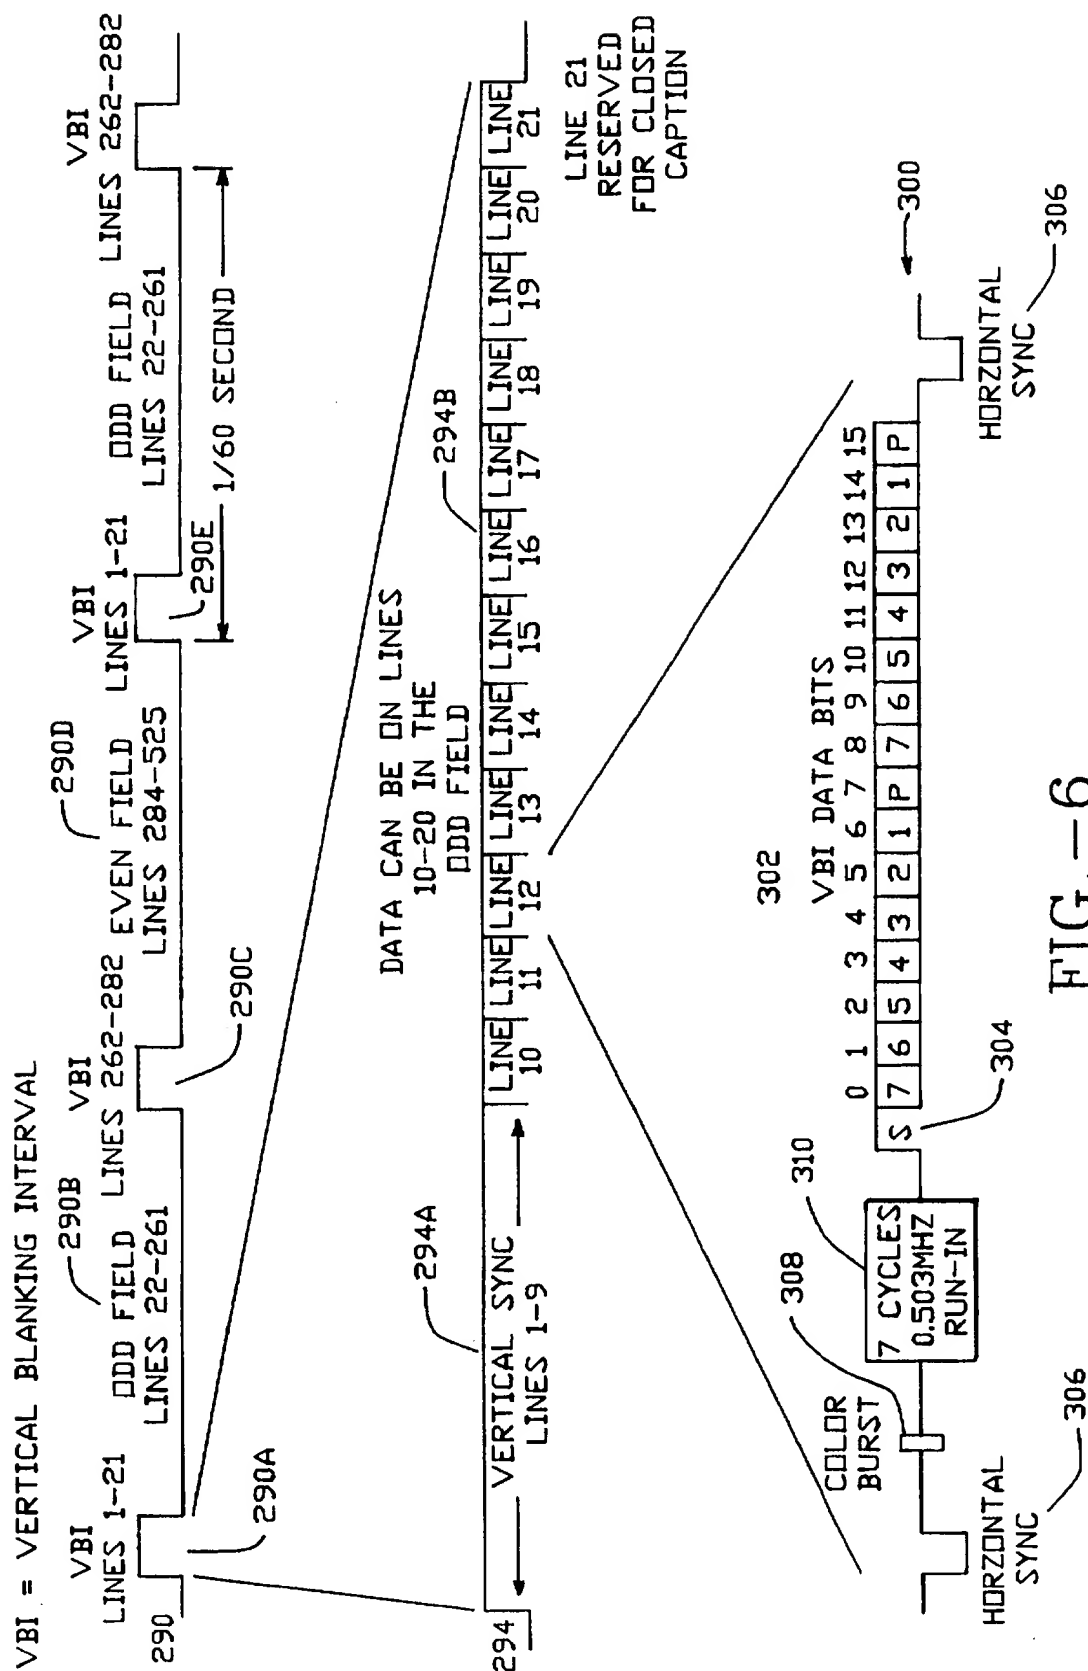 VBI = VERTICAL BLANKING INTERVAL
290
VBI
LINES 1-21
290A
290B
ODD FIELD
LINES 22-261
VBI
LINES 262-282
290C
290D
EVEN FIELD
LINES 284-525
VBI
LINES 1-21
290E
1/60 SECOND
ODD FIELD
LINES 22-261
VBI
LINES 262-282
294
294A
VERTICAL SYNC
LINES 1-9
DATA CAN BE ON LINES
10-20 IN THE
ODD FIELD
294B
LINE LINE LINE LINE LINE LINE LINE LINE LINE LINE LINE LINE
10 11 12 13 14 15 16 17 18 19 20 21
LINE 21
RESERVED
FOR CLOSED
CAPTION
302
VBI DATA BITS
0 1 2 3 4 5 6 7 8 9 10 11 12 13 14 15
S 7 6 5 4 3 2 1 P 7 6 5 4 3 2 1 P
300
304
310
7 CYCLES
0.503MHZ
RUN-IN
308
COLOR
BURST
HORZONTAL
SYNC
306
HORZONTAL
SYNC
306
FIG.-6